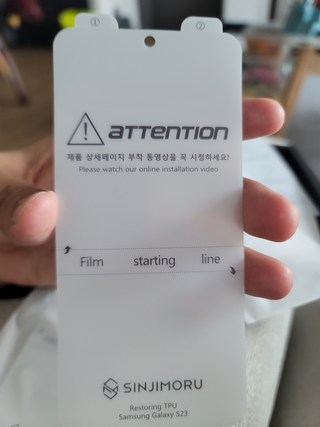 ①
②
ATTENTION
제품 상세페이지 부착 동영상을 꼭 시청하세요!
Please watch our online installation video
Film starting line
SINJIMORU
Restoring TPU
Samsung Galaxy S23